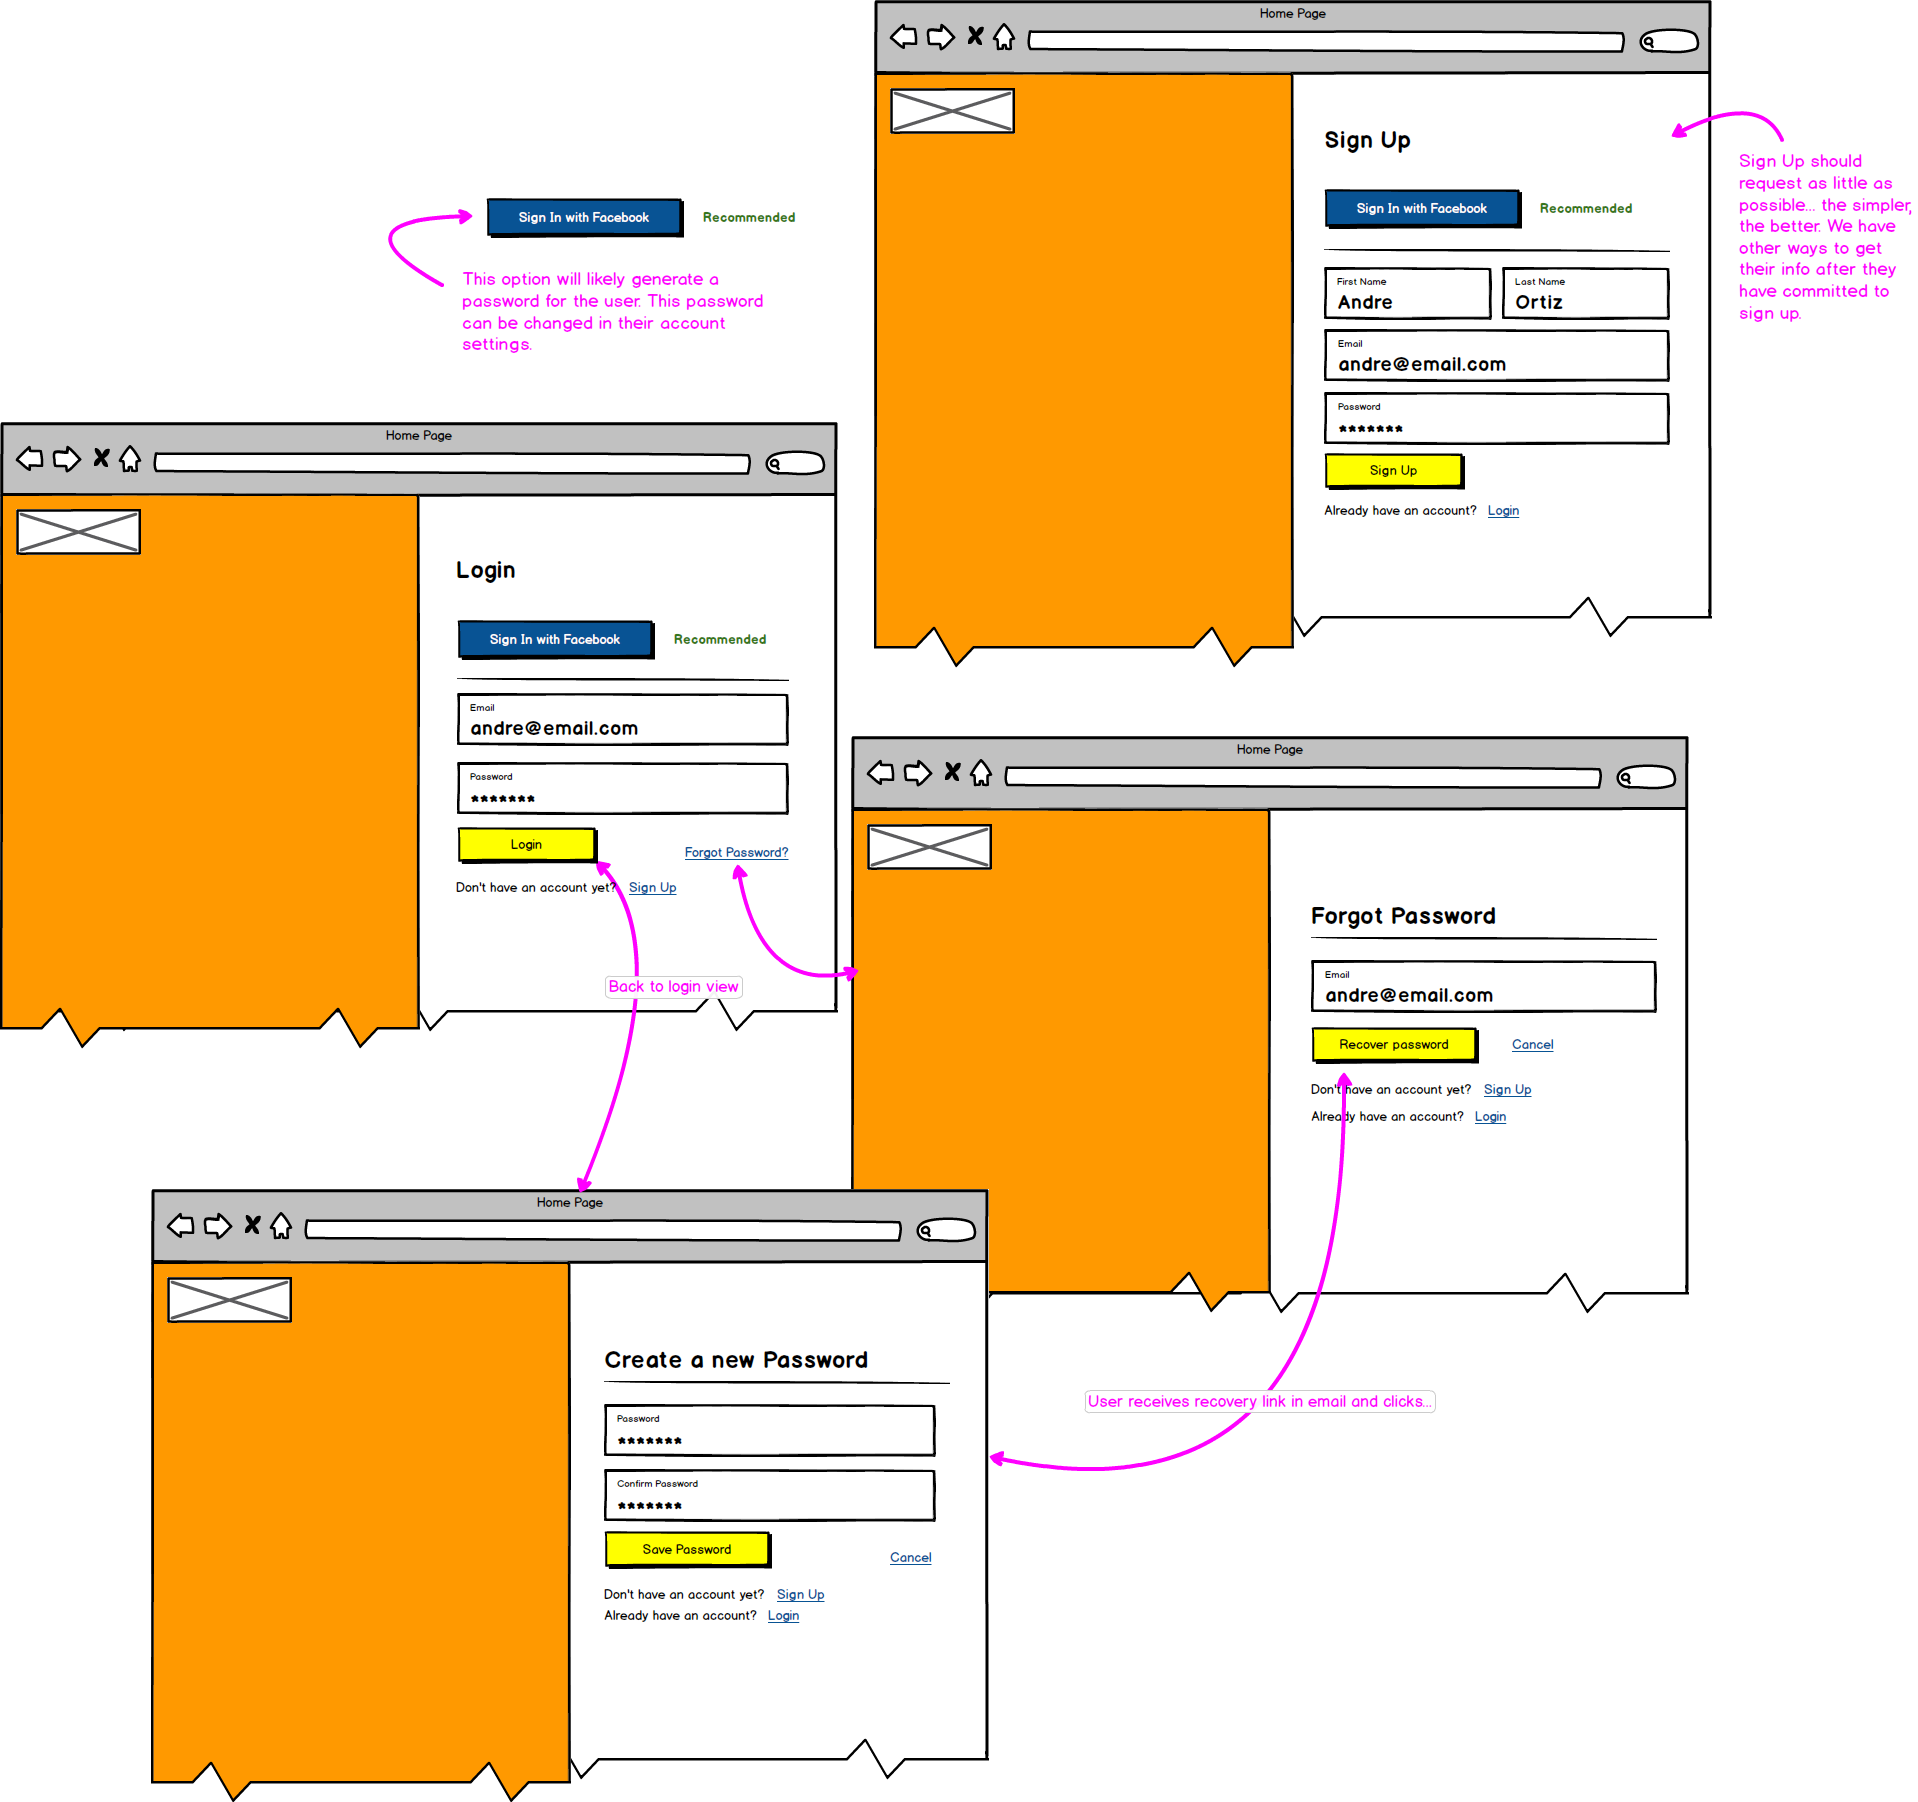 Home Page
Sign Up
Sign In with Facebook
Recommended
First Name
Andre
Last Name
Ortiz
Email
andre@email.com
Password
*******
Sign Up
Already have an account? Login
Sign Up should
request as little as
possible... the simpler,
the better. We have
other ways to get
their info after they
have committed to
sign up.
Sign In with Facebook
Recommended
This option will likely generate a
password for the user. This password
can be changed in their account
settings.
Home Page
Login
Sign In with Facebook
Recommended
Email
andre@email.com
Password
*******
Login
Forgot Password?
Don't have an account yet? Sign Up
Back to login view
Home Page
Forgot Password
Email
andre@email.com
Recover password
Cancel
Don't have an account yet? Sign Up
Already have an account? Login
User receives recovery link in email and clicks...
Home Page
Create a new Password
Password
*******
Confirm Password
*******
Save Password
Cancel
Don't have an account yet? Sign Up
Already have an account? Login